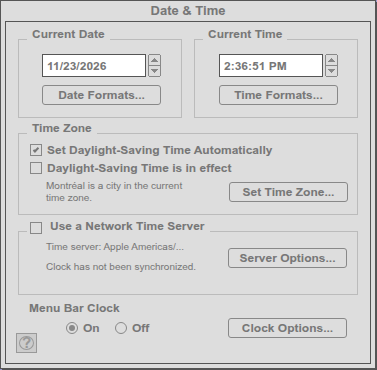 Date & Time
Current Date
Current Time
11/23/2026
2:36:51 PM
Date Formats...
Time Formats...
Time Zone
Set Daylight-Saving Time Automatically
Daylight-Saving Time is in effect
Montréal is a city in the current
time zone.
Set Time Zone...
Use a Network Time Server
Time server: Apple Americas/...
Server Options...
Clock has not been synchronized.
Menu Bar Clock
On
Off
Clock Options...
?